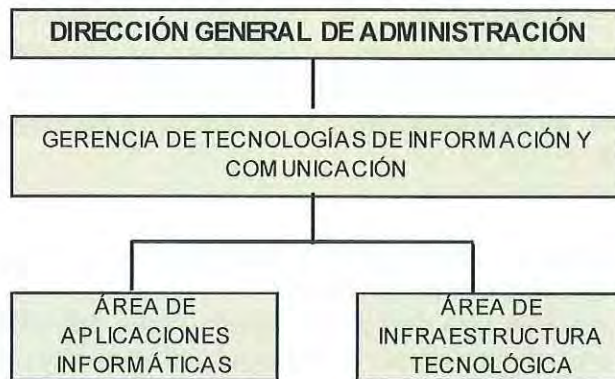 DIRECCIÓN GENERAL DE ADMINISTRACIÓN
GERENCIA DE TECNOLOGÍAS DE INFORMACIÓN Y
COMUNICACIÓN
ÁREA DE
APLICACIONES
INFORMÁTICAS
ÁREA DE
INFRAESTRUCTURA
TECNOLÓGICA